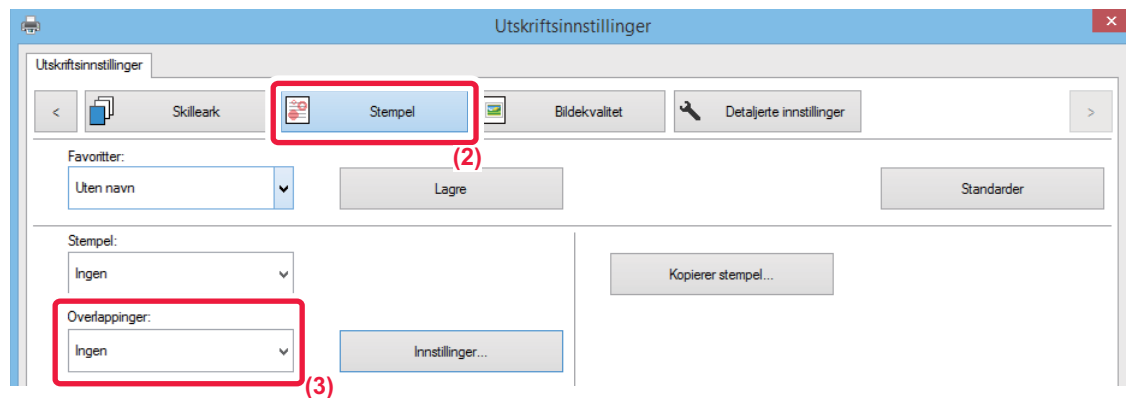 Utskriftsinnstillinger
×
Utskriftsinnstillinger
< Skilleark Stempel Bildekvalitet Detaljerte innstillinger >
(2)
Favoritter:
Uten navn Lagre Standarder
Stempel:
Ingen Kopierer stempel...
Overlappinger:
Ingen Innstillinger...
(3)